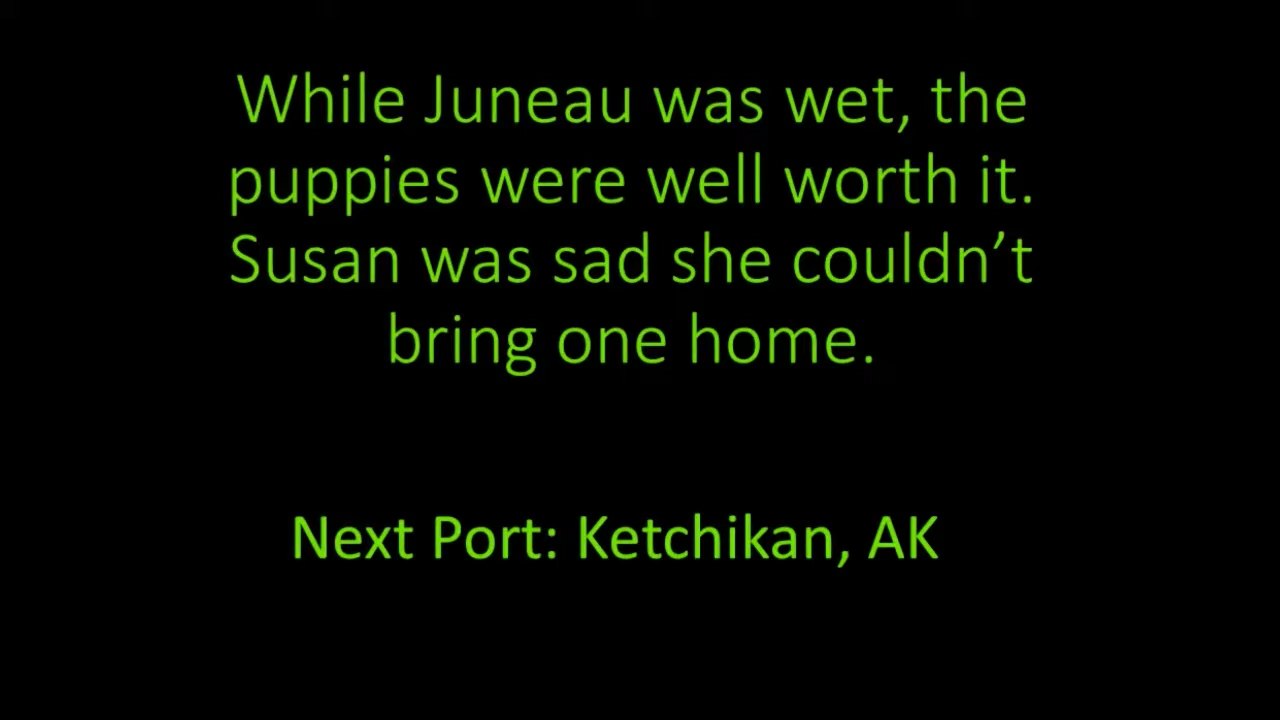 While Juneau was wet, the
puppies were well worth it.
Susan was sad she couldn’t
bring one home.
Next Port: Ketchikan, AK